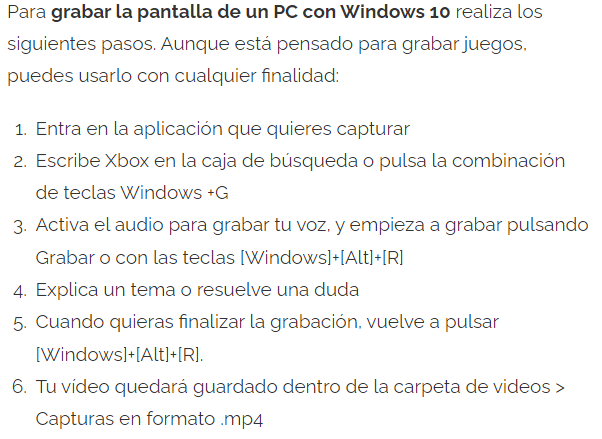 Para grabar la pantalla de un PC con Windows 10 realiza los
siguientes pasos. Aunque está pensado para grabar juegos,
puedes usarlo con cualquier finalidad:
1. Entra en la aplicación que quieres capturar
2. Escribe Xbox en la caja de búsqueda o pulsa la combinación
de teclas Windows +G
3. Activa el audio para grabar tu voz, y empieza a grabar pulsando
Grabar o con las teclas [Windows]+[Alt]+[R]
4. Explica un tema o resuelve una duda
5. Cuando quieras finalizar la grabación, vuelve a pulsar
[Windows]+[Alt]+[R].
6. Tu vídeo quedará guardado dentro de la carpeta de videos >
Capturas en formato .mp4